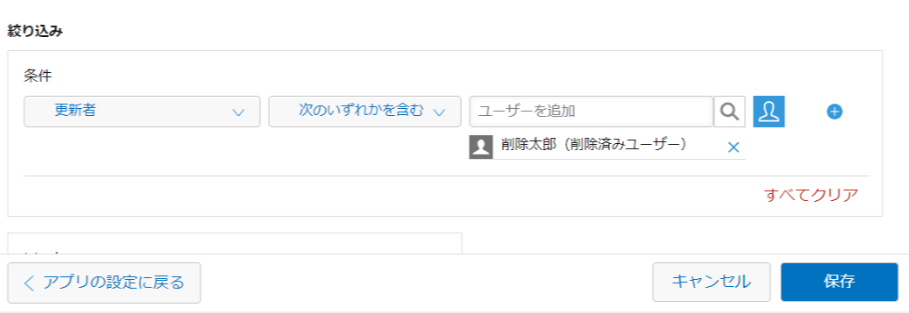 絞り込み
条件
更新者 次のいずれかを含む ユーザーを追加
削除太郎（削除済みユーザー）
すべてクリア
アプリの設定に戻る キャンセル 保存